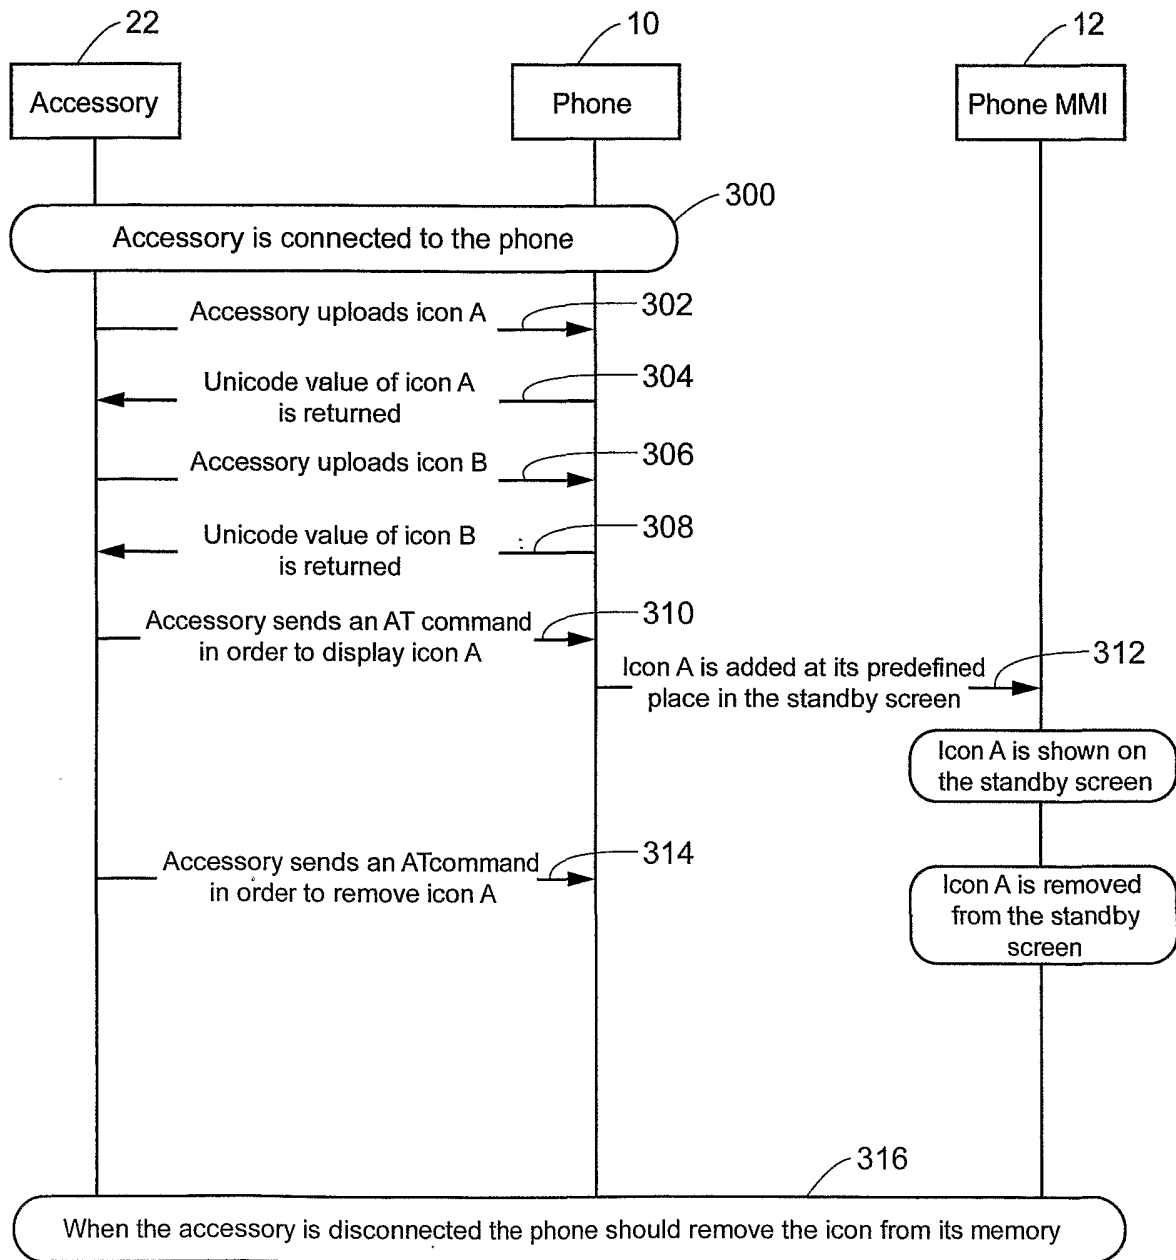 22
10
12
Accessory
Phone
Phone MMI
300
Accessory is connected to the phone
302
Accessory uploads icon A
304
Unicode value of icon A
is returned
306
Accessory uploads icon B
308
Unicode value of icon B
is returned
310
Accessory sends an AT command
in order to display icon A
312
Icon A is added at its predefined
place in the standby screen
Icon A is shown on
the standby screen
314
Accessory sends an ATcommand
in order to remove icon A
Icon A is removed
from the standby
screen
316
When the accessory is disconnected the phone should remove the icon from its memory